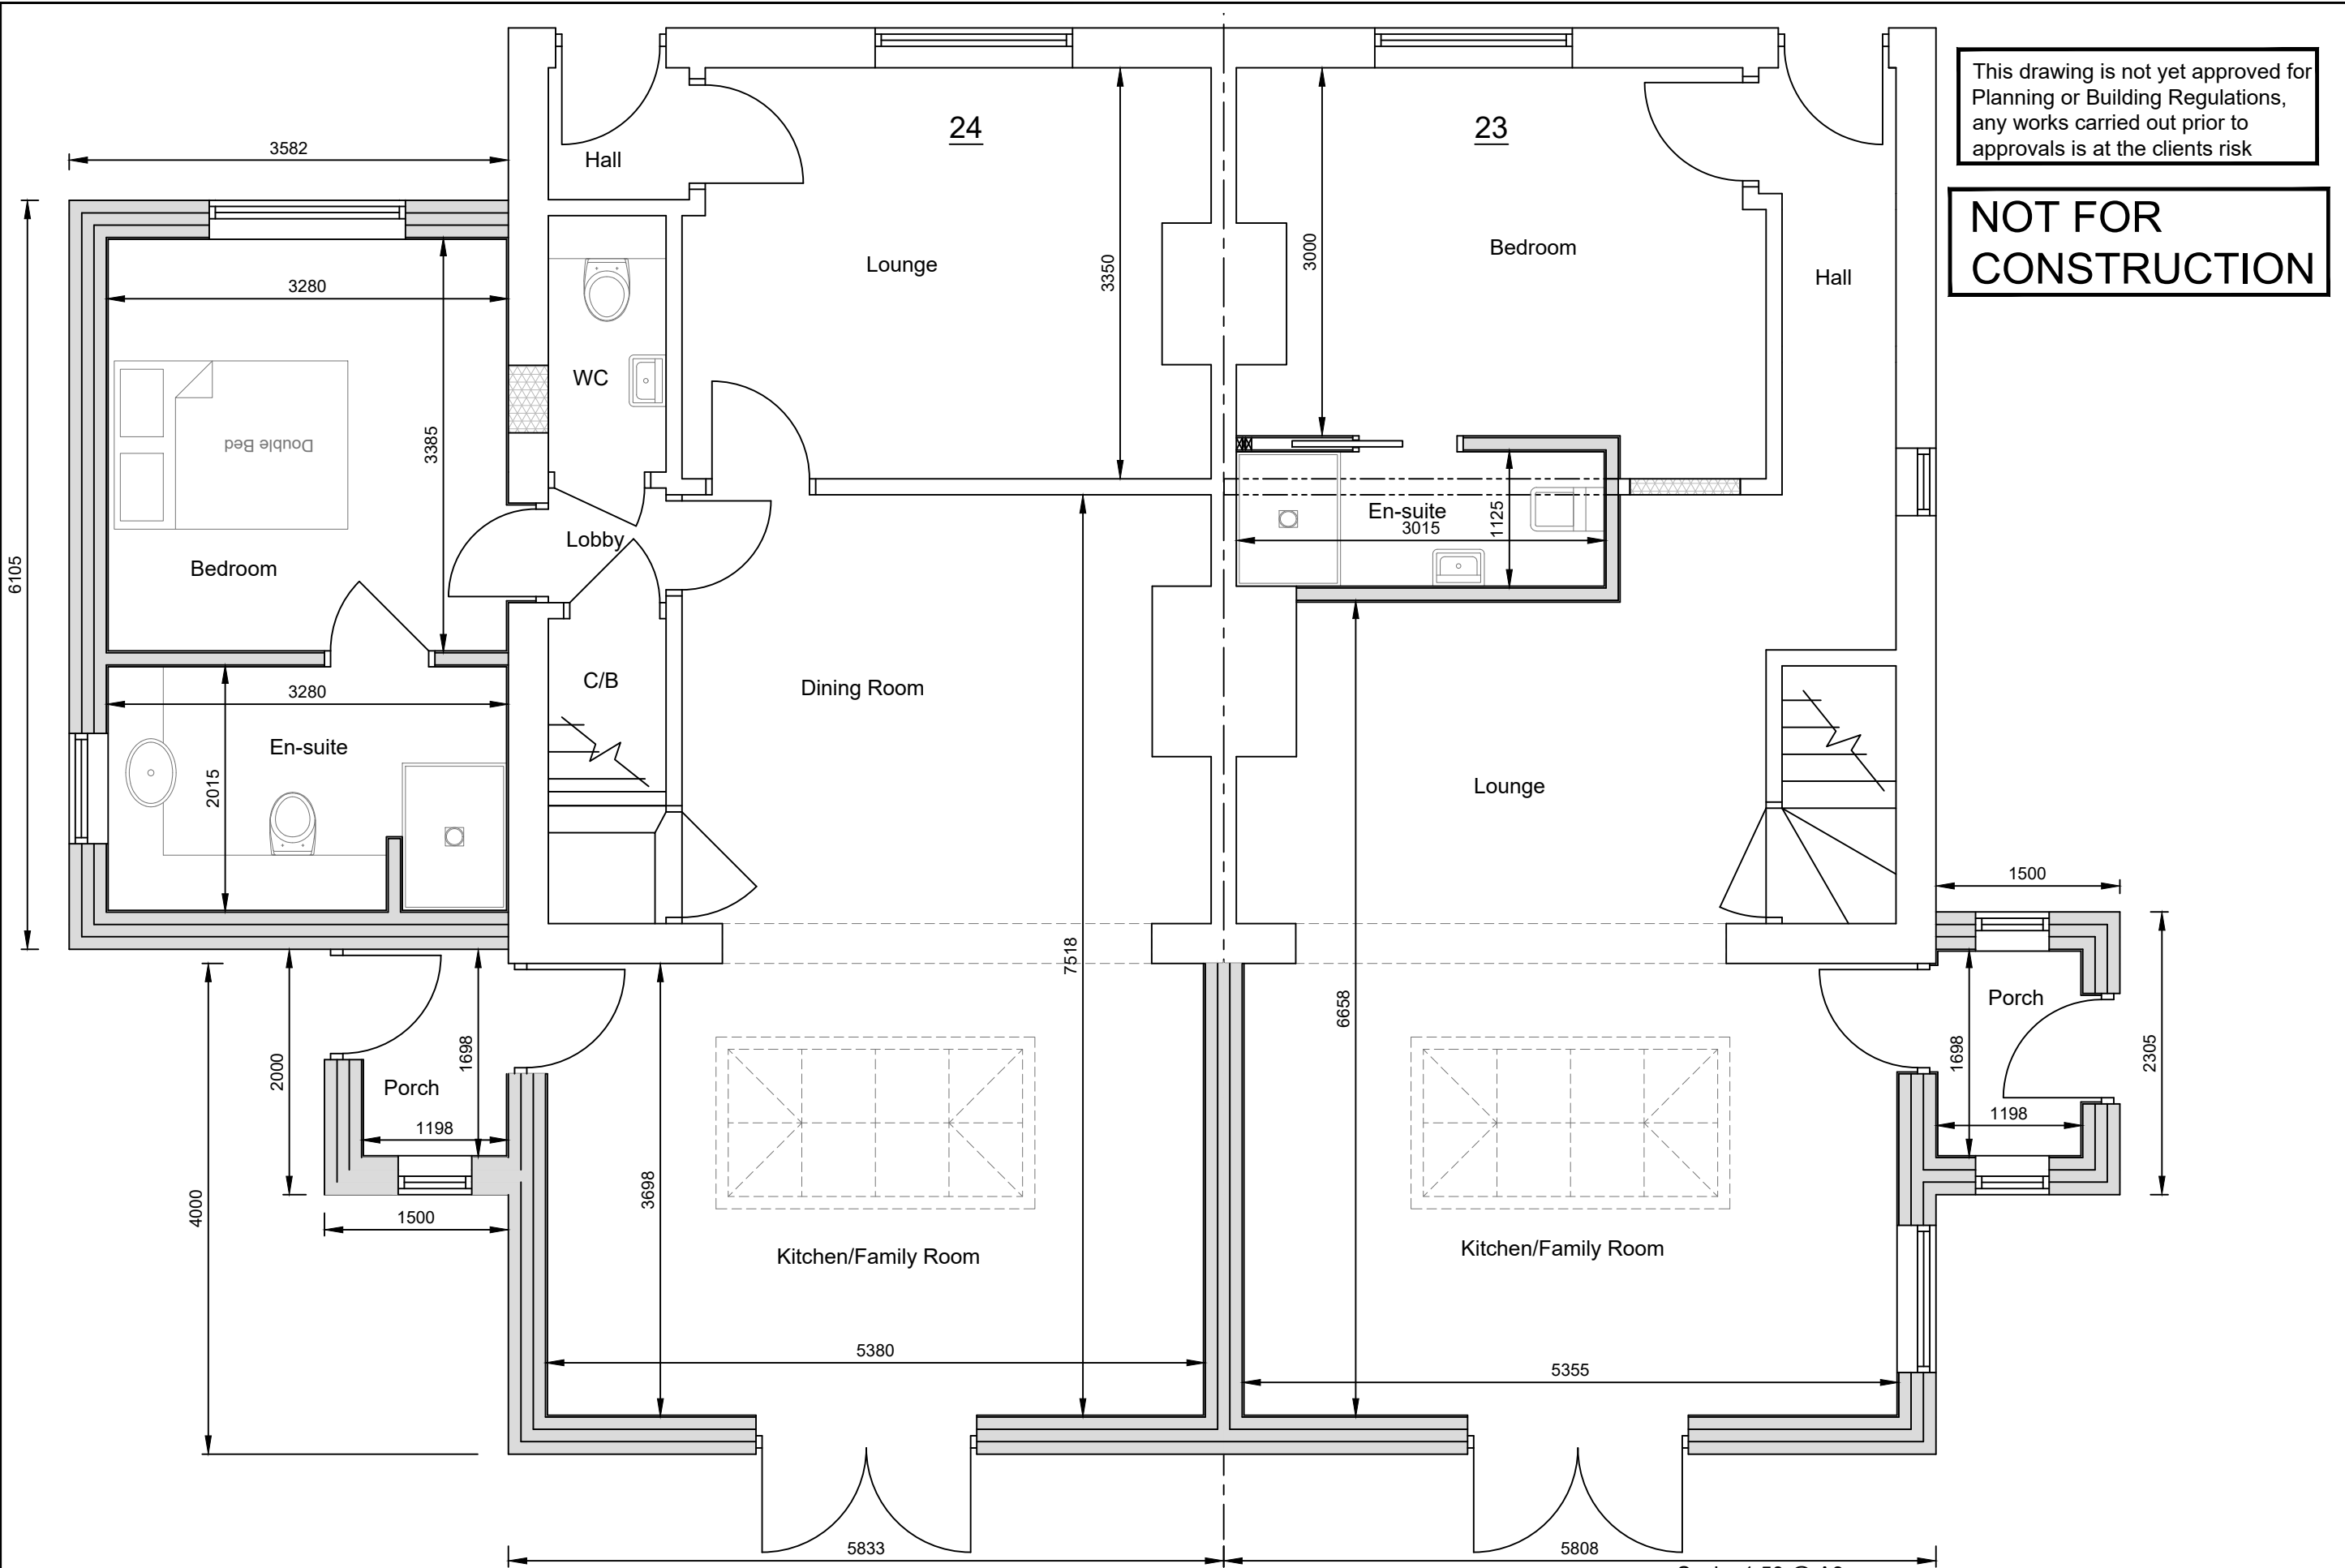 This drawing is not yet approved for
Planning or Building Regulations,
any works carried out prior to
approvals is at the clients risk
NOT FOR
CONSTRUCTION
24
23
3582
Hall
Lounge
3350
3000
Bedroom
Hall
3280
WC
Double Bed
3385
6105
Bedroom
Lobby
En-suite
3015
1125
C/B
Dining Room
3280
En-suite
2015
Lounge
1500
7518
6658
Porch
1698
2305
1198
2000
1698
Porch
1198
4000
1500
3698
Kitchen/Family Room
Kitchen/Family Room
5380
5355
5833
5808